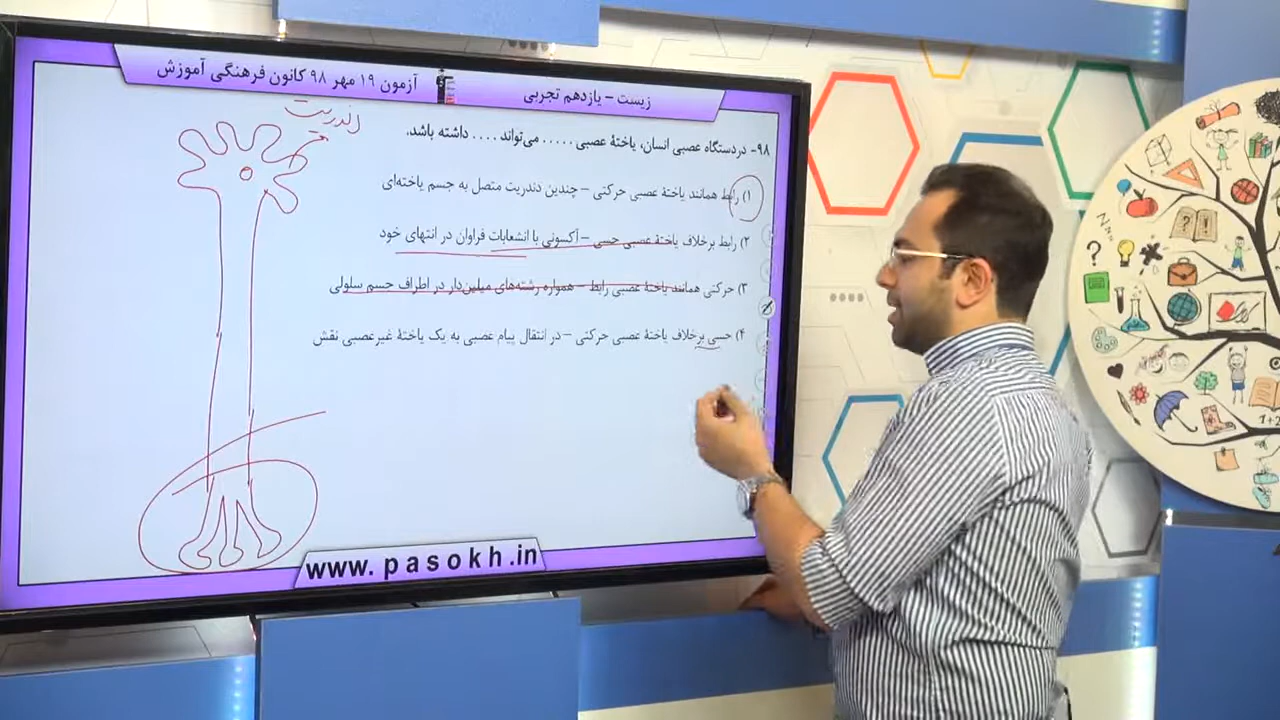 آزمون ۱۹ مهر ۹۸ کانون فرهنگی آموزش
زیست - یازدهم تجربی
دندریت
۹۸- دردستگاه عصبی انسان، یاختهٔ عصبی ..... می‌تواند .... داشته باشد.
۱) رابط همانند یاختهٔ عصبی حرکتی – چندین دندریت متصل به جسم یاخته‌ای
۲) رابط برخلاف یاختهٔ عصبی حسی – آکسونی با انشعابات فراوان در انتهای خود
۳) حرکتی همانند یاختهٔ عصبی رابط – همواره رشته‌های میلین‌دار در اطراف جسم سلولی
۴) حسی برخلاف یاختهٔ عصبی حرکتی – در انتقال پیام عصبی به یک یاختهٔ غیرعصبی نقش
www.pasokh.in
1+2